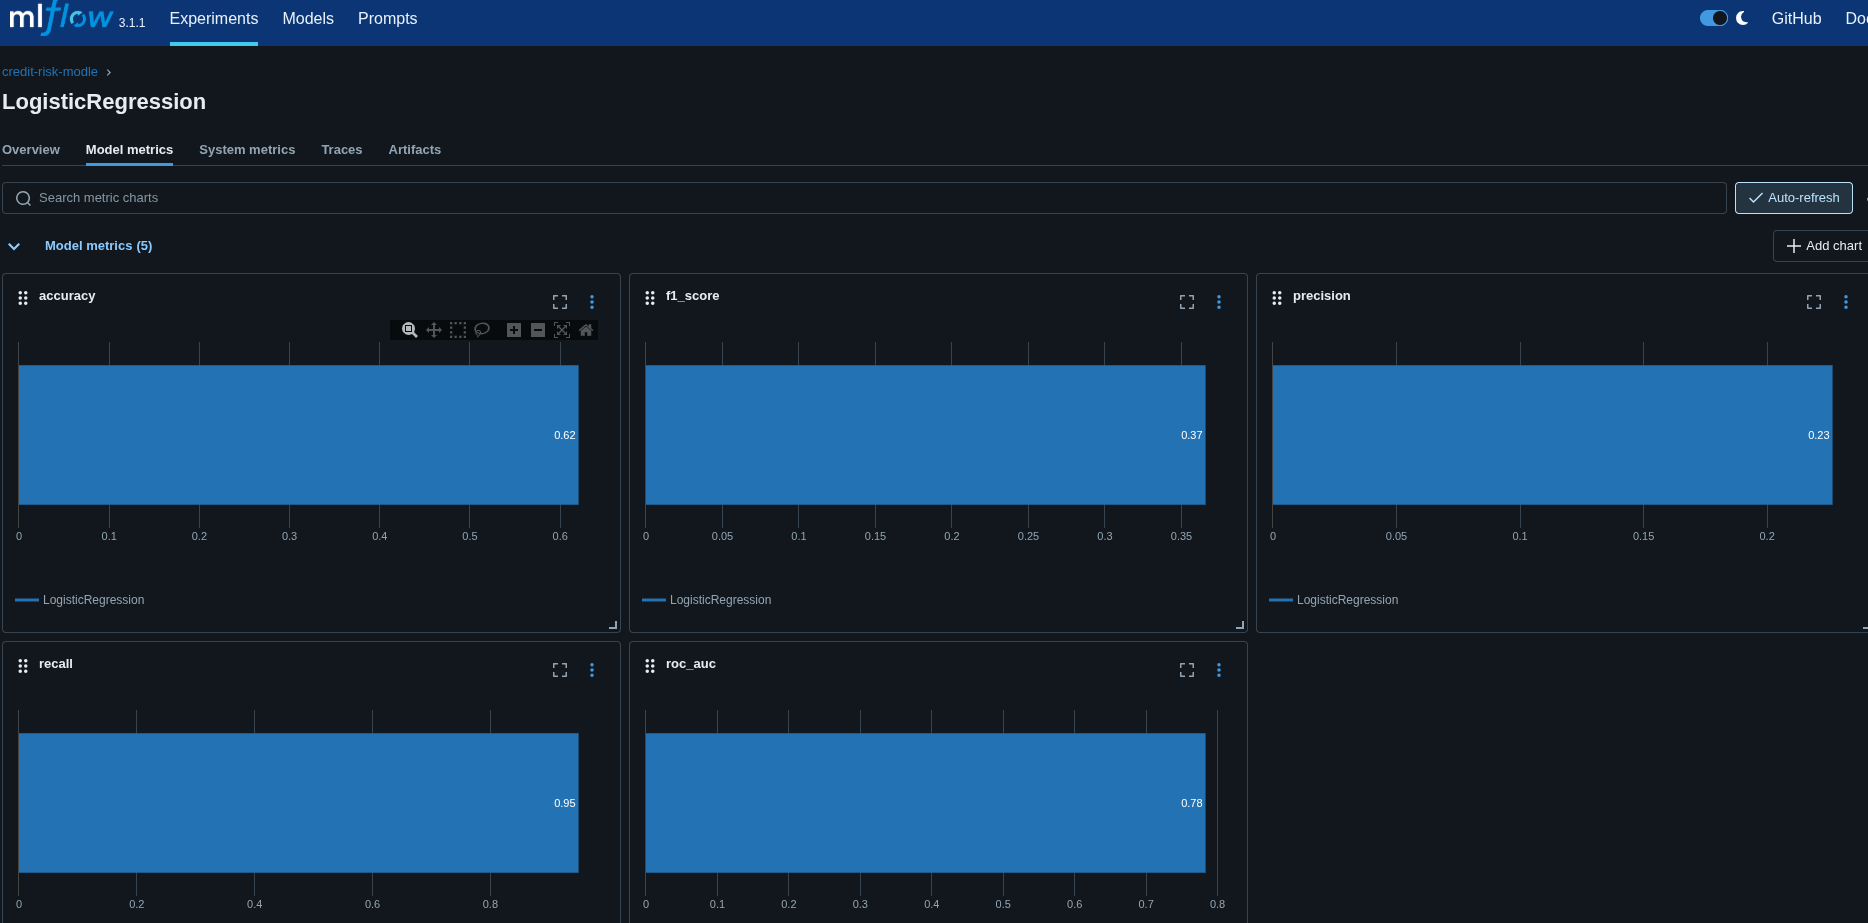 mlflow 3.1.1 Experiments Models Prompts GitHub
credit-risk-modle ›
LogisticRegression
Overview Model metrics System metrics Traces Artifacts
Search metric charts Auto-refresh
Model metrics (5) Add chart
accuracy
0.62
0 0.1 0.2 0.3 0.4 0.5 0.6
LogisticRegression
f1_score
0.37
0 0.05 0.1 0.15 0.2 0.25 0.3 0.35
LogisticRegression
precision
0.23
0 0.05 0.1 0.15 0.2
LogisticRegression
recall
0.95
0 0.2 0.4 0.6 0.8
roc_auc
0.78
0 0.1 0.2 0.3 0.4 0.5 0.6 0.7 0.8